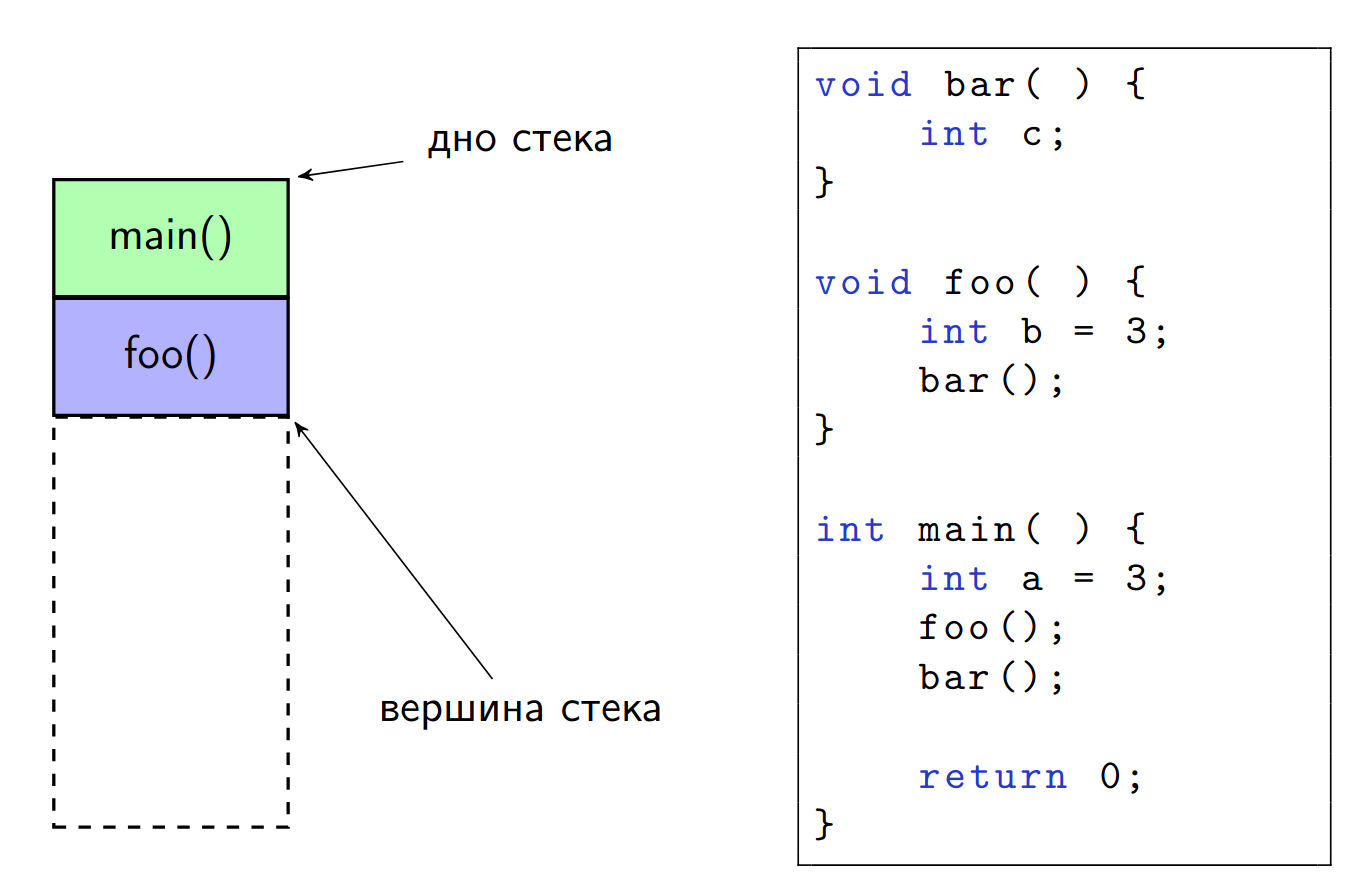 дно стека
main()
foo()
вершина стека
void bar( ) {
    int c;
}

void foo( ) {
    int b = 3;
    bar();
}

int main( ) {
    int a = 3;
    foo();
    bar();

    return 0;
}